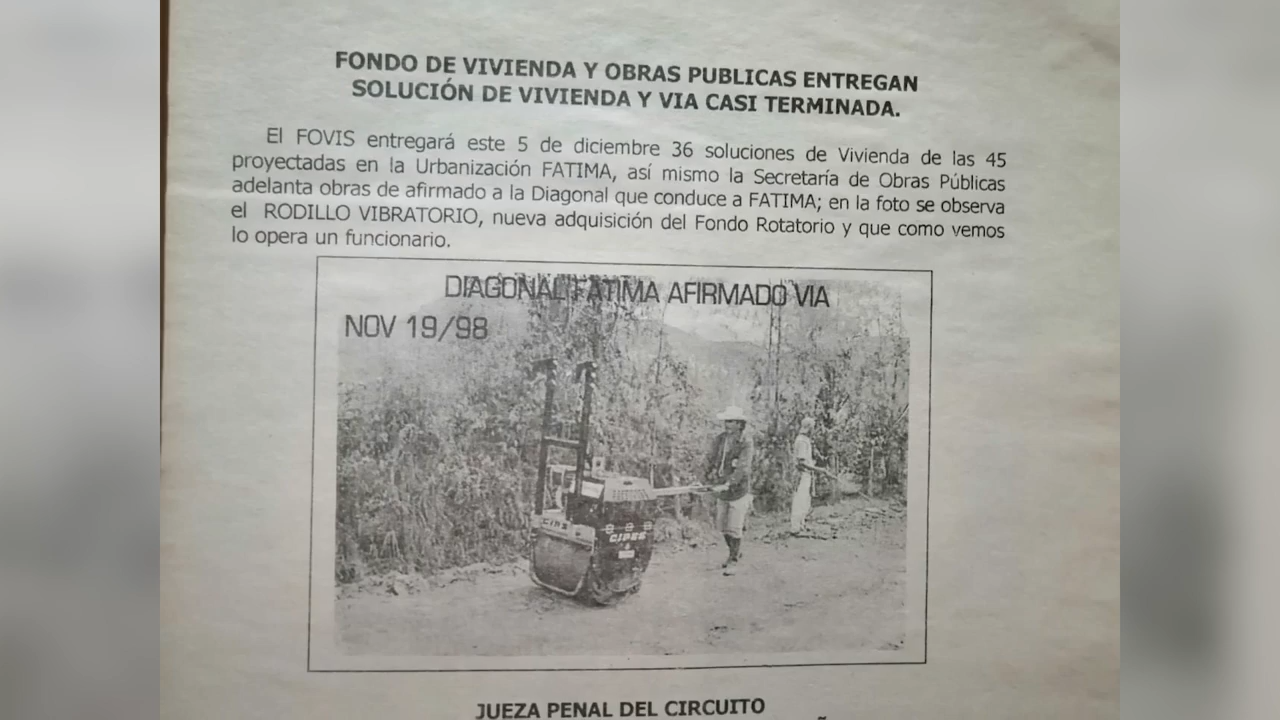 FONDO DE VIVIENDA Y OBRAS PUBLICAS ENTREGAN
SOLUCIÓN DE VIVIENDA Y VIA CASI TERMINADA.
El FOVIS entregará este 5 de diciembre 36 soluciones de Vivienda de las 45
proyectadas en la Urbanización FATIMA, así mismo la Secretaría de Obras Públicas
adelanta obras de afirmado a la Diagonal que conduce a FATIMA; en la foto se observa
el RODILLO VIBRATORIO, nueva adquisición del Fondo Rotatorio y que como vemos
lo opera un funcionario.
DIAGONAL FATIMA AFIRMADO VIA
NOV 19/98
CIPES
JUEZA PENAL DEL CIRCUITO